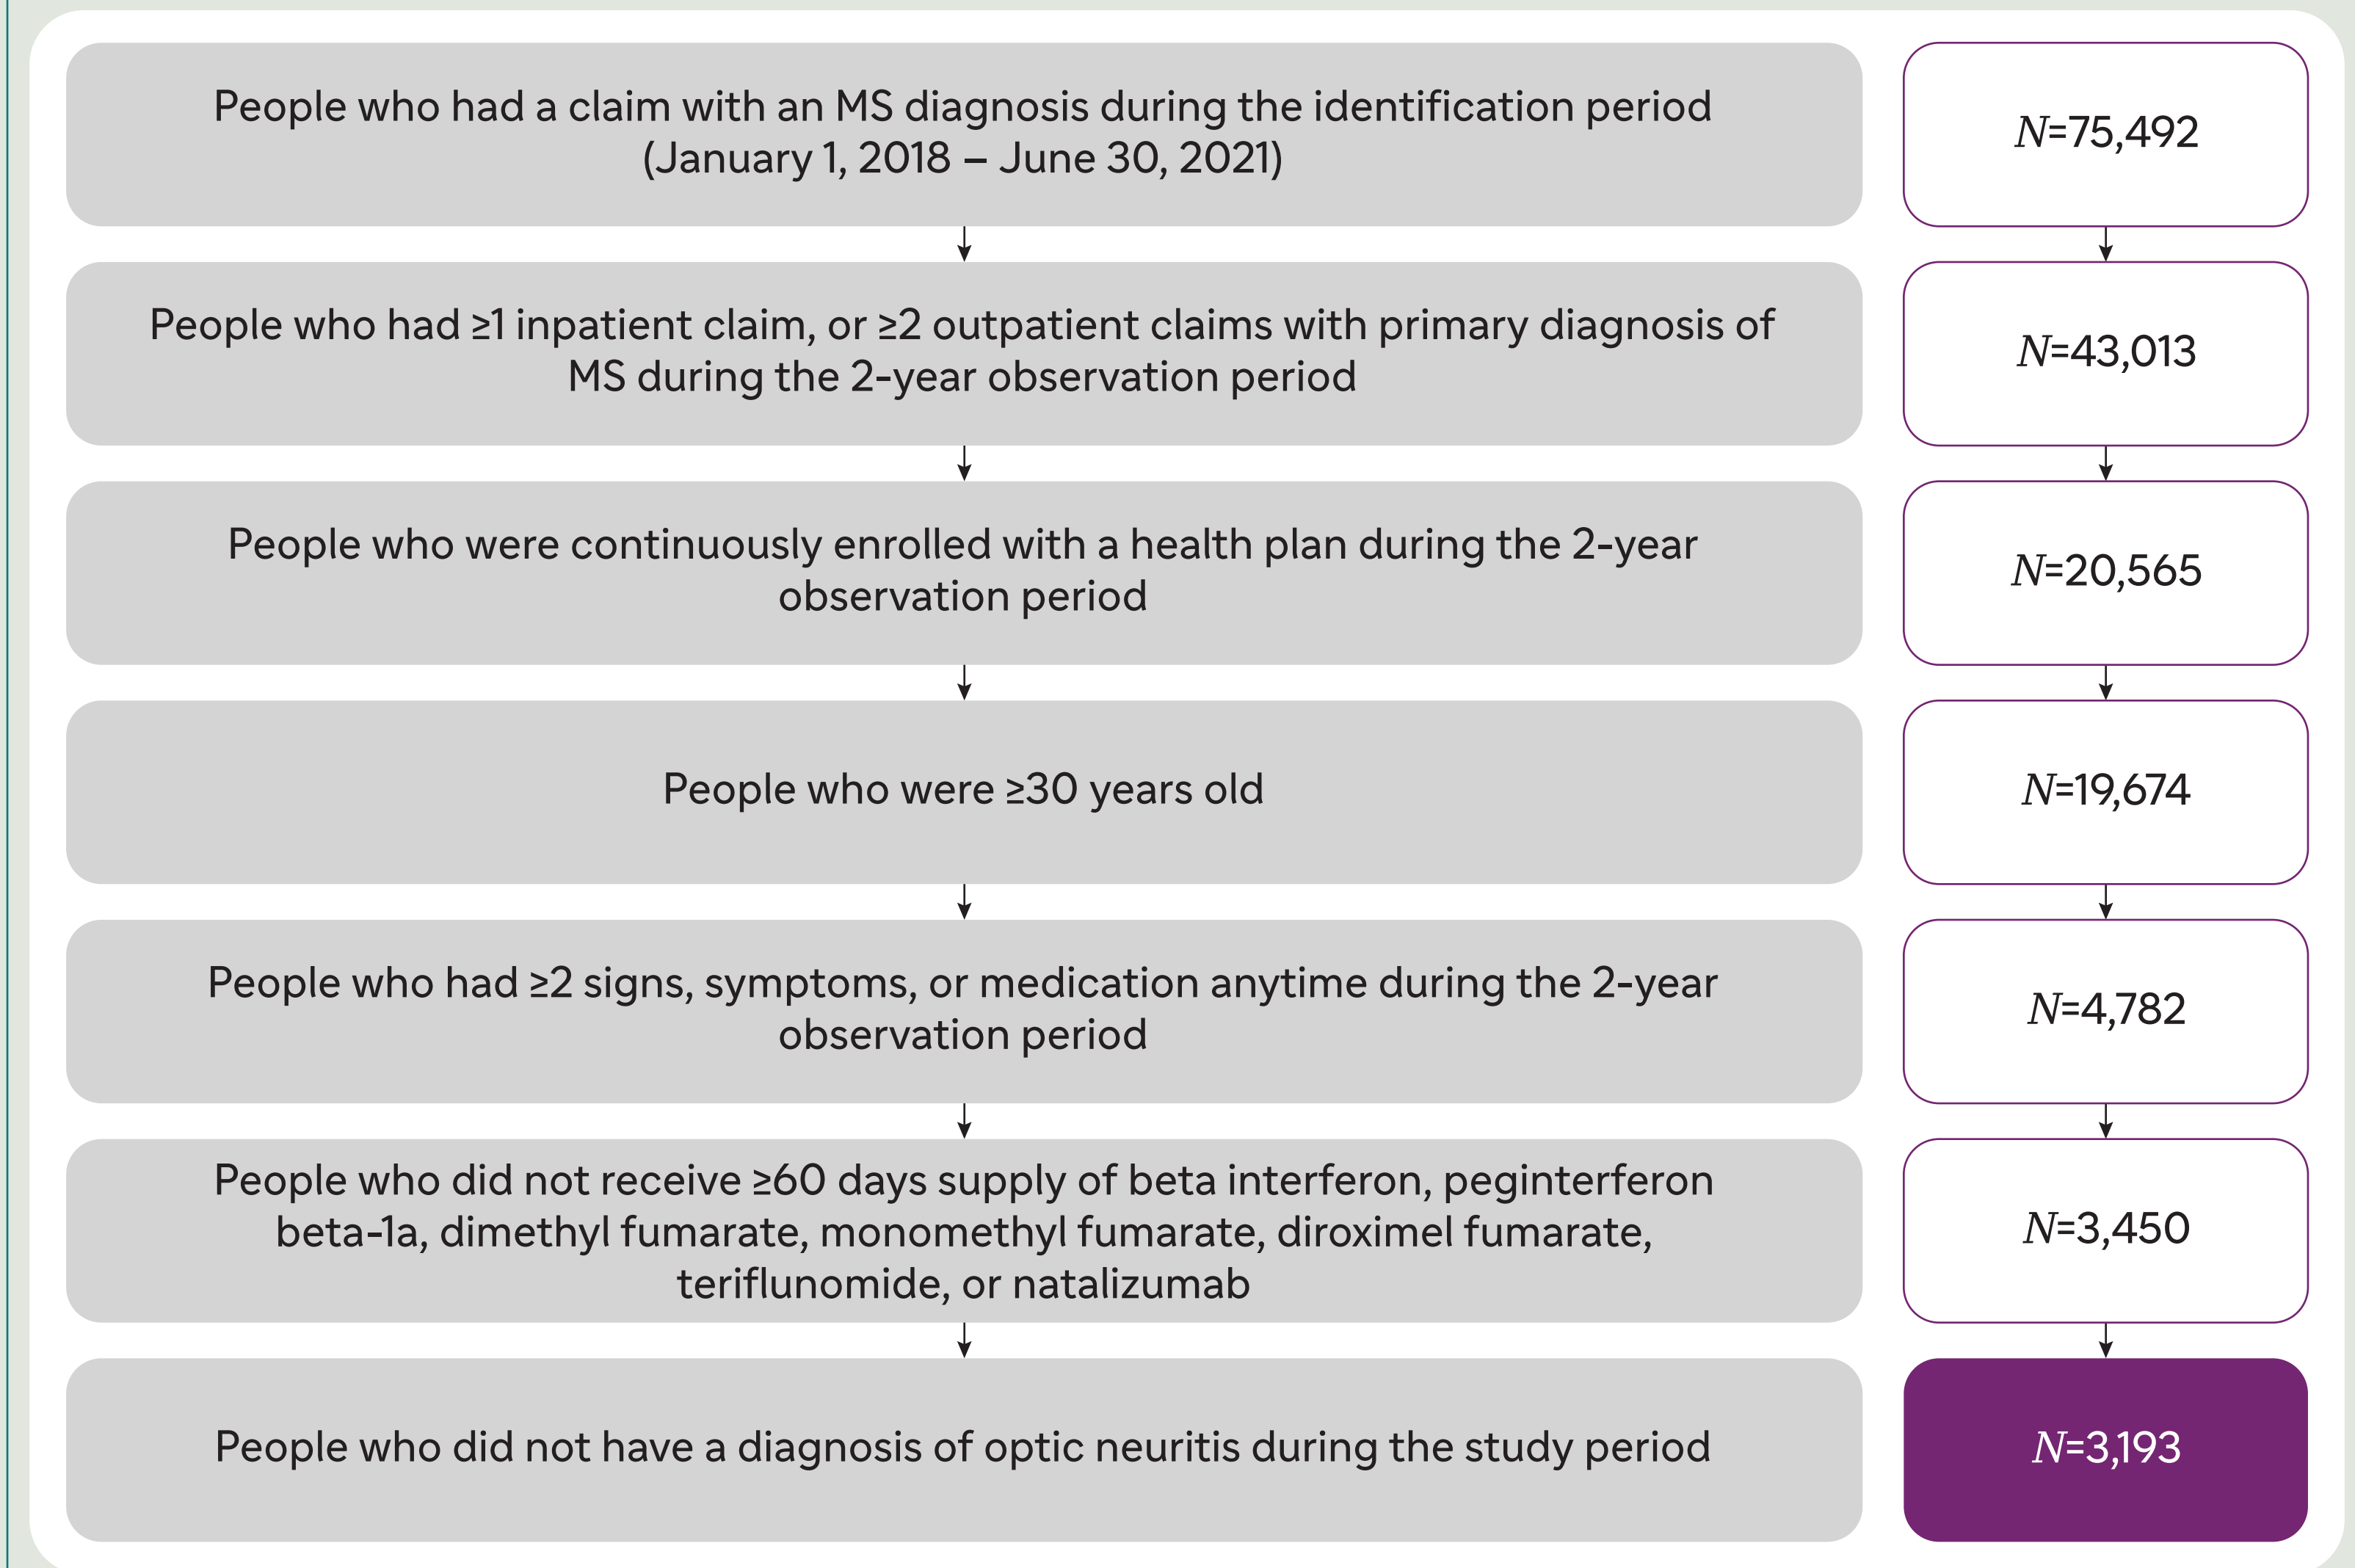 People who had a claim with an MS diagnosis during the identification period
(January 1, 2018 – June 30, 2021)
N=75,492
People who had ≥1 inpatient claim, or ≥2 outpatient claims with primary diagnosis of
MS during the 2-year observation period
N=43,013
People who were continuously enrolled with a health plan during the 2-year
observation period
N=20,565
People who were ≥30 years old
N=19,674
People who had ≥2 signs, symptoms, or medication anytime during the 2-year
observation period
N=4,782
People who did not receive ≥60 days supply of beta interferon, peginterferon
beta-1a, dimethyl fumarate, monomethyl fumarate, diroximel fumarate,
teriflunomide, or natalizumab
N=3,450
People who did not have a diagnosis of optic neuritis during the study period
N=3,193